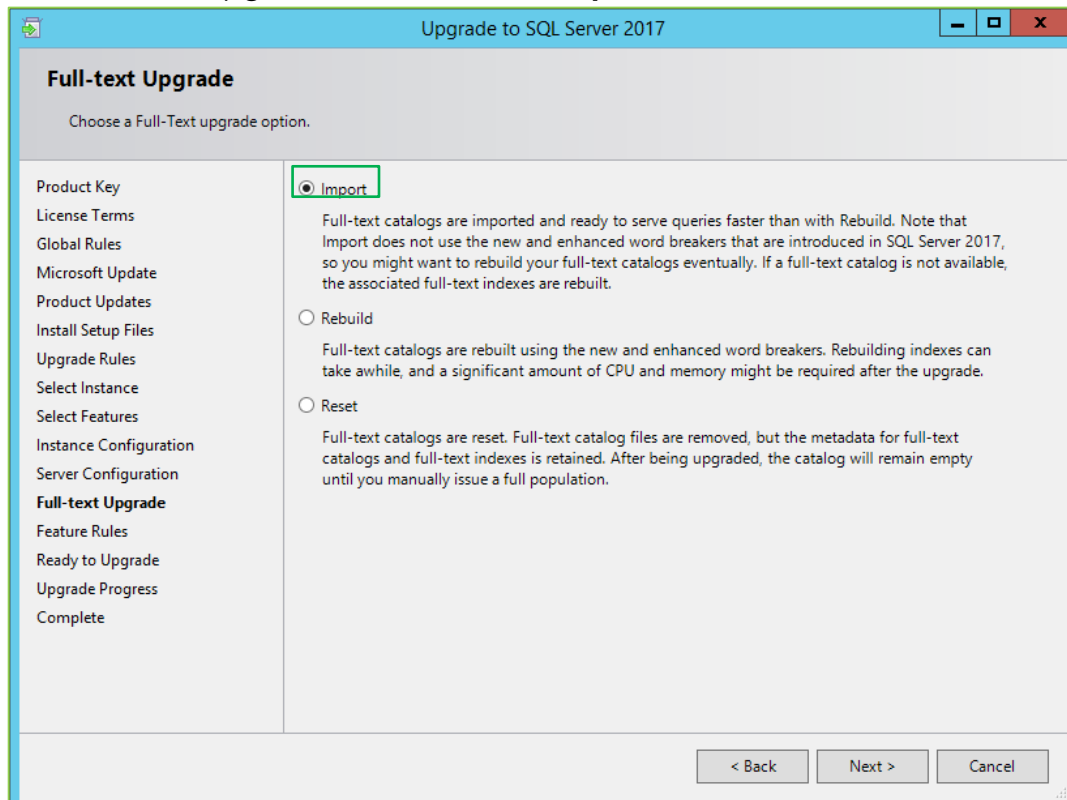 Upgrade to SQL Server 2017
Full-text Upgrade
Choose a Full-Text upgrade option.
Product Key
License Terms
Global Rules
Microsoft Update
Product Updates
Install Setup Files
Upgrade Rules
Select Instance
Select Features
Instance Configuration
Server Configuration
Full-text Upgrade
Feature Rules
Ready to Upgrade
Upgrade Progress
Complete
Import
Full-text catalogs are imported and ready to serve queries faster than with Rebuild. Note that
Import does not use the new and enhanced word breakers that are introduced in SQL Server 2017,
so you might want to rebuild your full-text catalogs eventually. If a full-text catalog is not available,
the associated full-text indexes are rebuilt.
Rebuild
Full-text catalogs are rebuilt using the new and enhanced word breakers. Rebuilding indexes can
take awhile, and a significant amount of CPU and memory might be required after the upgrade.
Reset
Full-text catalogs are reset. Full-text catalog files are removed, but the metadata for full-text
catalogs and full-text indexes is retained. After being upgraded, the catalog will remain empty
until you manually issue a full population.
< Back
Next >
Cancel